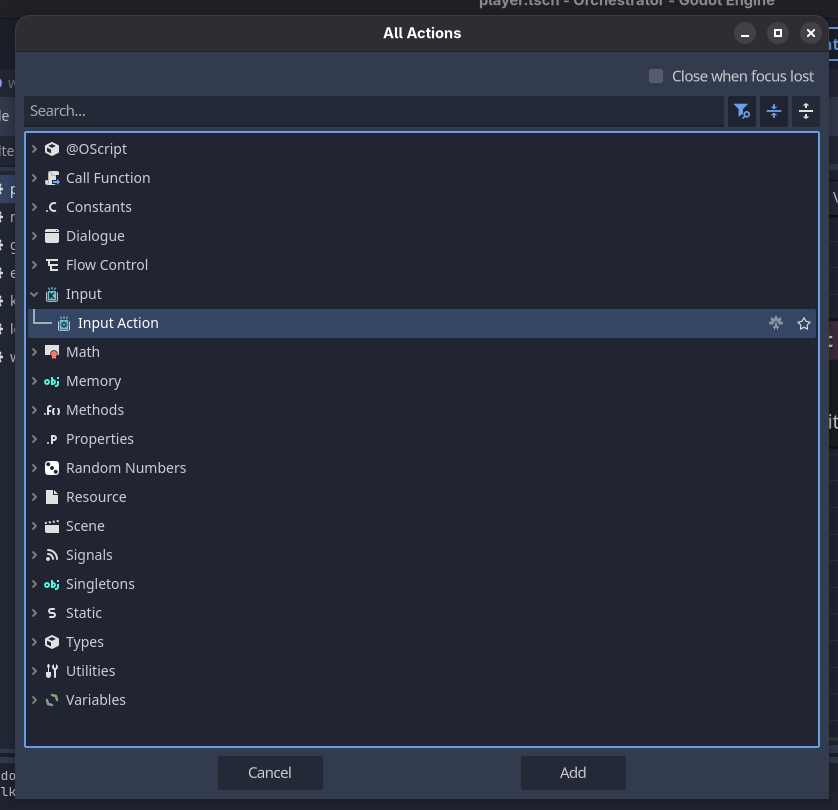 player.tscn - Orchestrator - Godot Engine
All Actions
Close when focus lost
Search...
@OScript
Call Function
Constants
Dialogue
Flow Control
Input
Input Action
Math
Memory
Methods
Properties
Random Numbers
Resource
Scene
Signals
Singletons
Static
Types
Utilities
Variables
Cancel
Add